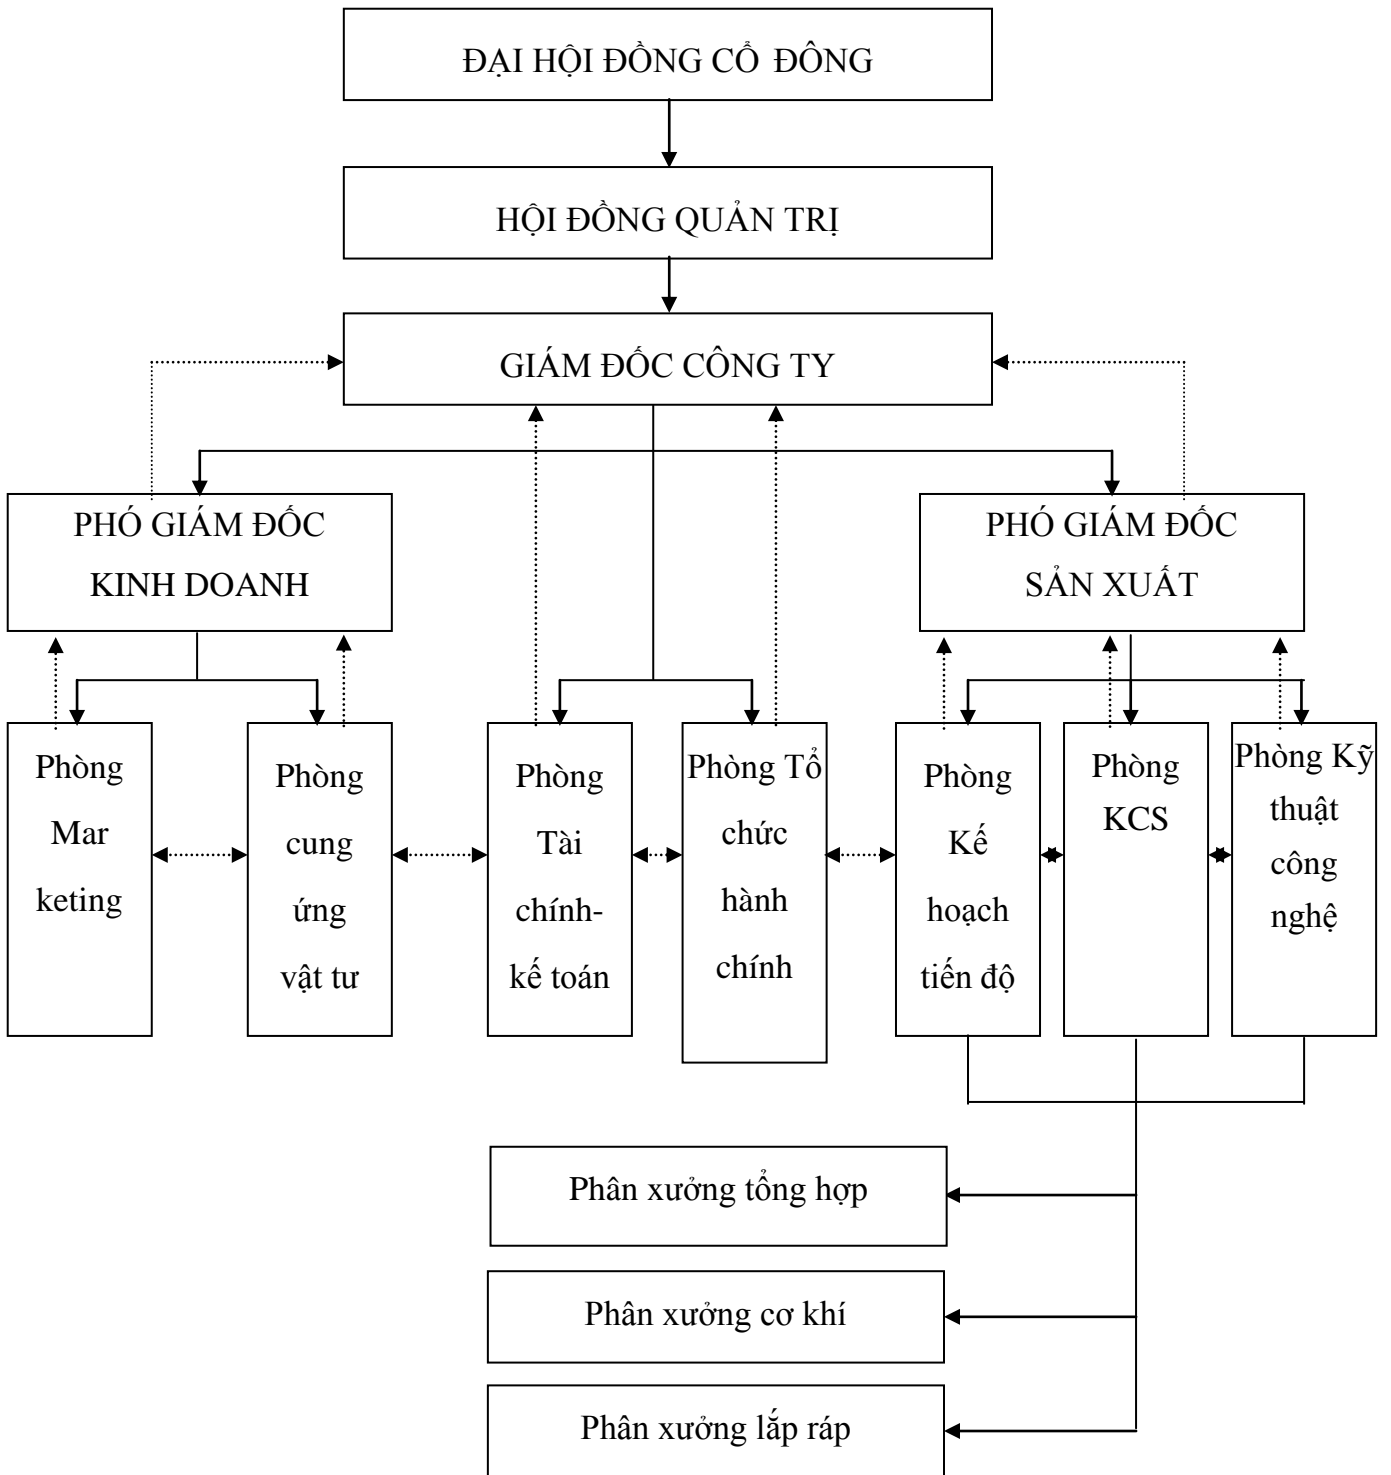 ĐẠI HỘI ĐỒNG CỔ ĐÔNG
HỘI ĐỒNG QUẢN TRỊ
GIÁM ĐỐC CÔNG TY
PHÓ GIÁM ĐỐC
KINH DOANH
PHÓ GIÁM ĐỐC
SẢN XUẤT
Phòng
Mar
keting
Phòng
cung
ứng
vật tư
Phòng
Tài
chính-
kế toán
Phòng Tổ
chức
hành
chính
Phòng
Kế
hoạch
tiến độ
Phòng
KCS
Phòng Kỹ
thuật
công
nghệ
Phân xưởng tổng hợp
Phân xưởng cơ khí
Phân xưởng lắp ráp